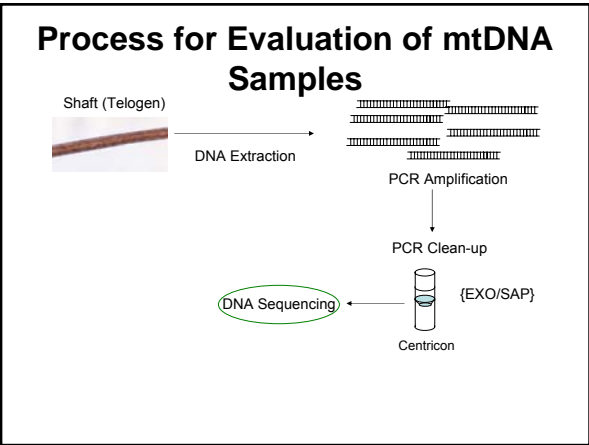 Process for Evaluation of mtDNA
Samples
Shaft (Telogen)
DNA Extraction
PCR Amplification
PCR Clean-up
{EXO/SAP}
DNA Sequencing
Centricon